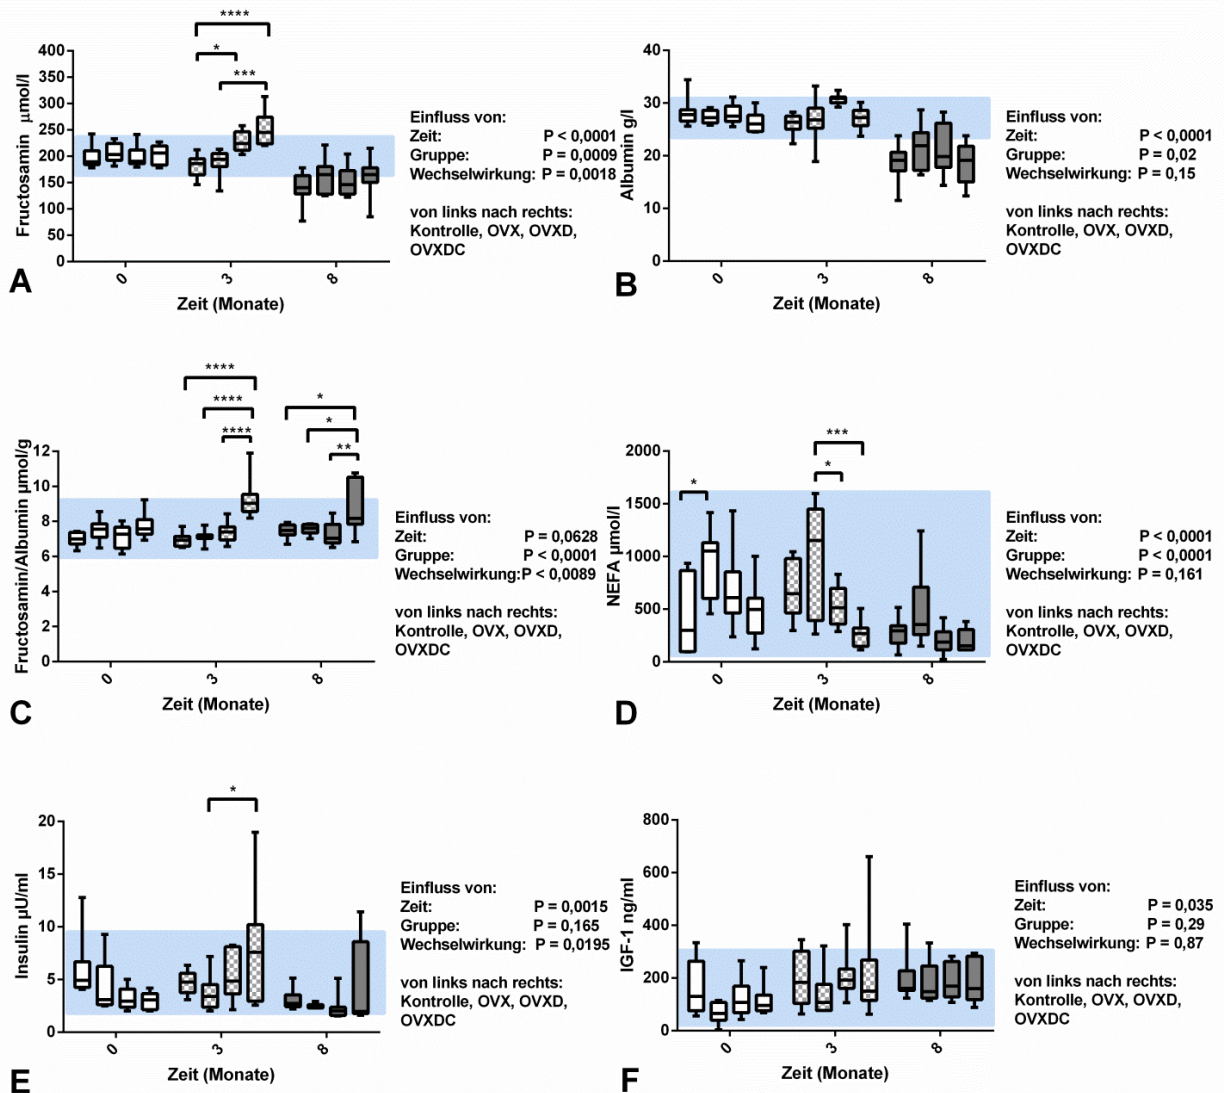 ****
*
***
Fructosamin µmol/l
400
350
300
250
200
150
100
50
0
0
3
8
Zeit (Monate)
A
Einfluss von:
Zeit: P < 0,0001
Gruppe: P = 0,0009
Wechselwirkung: P = 0,0018
von links nach rechts:
Kontrolle, OVX, OVXD,
OVXDC
Albumin g/l
40
30
20
10
0
0
3
8
Zeit (Monate)
B
Einfluss von:
Zeit: P < 0,0001
Gruppe: P = 0,02
Wechselwirkung: P = 0,15
von links nach rechts:
Kontrolle, OVX, OVXD,
OVXDC
****
****
****
*
*
**
Fructosamin/Albumin µmol/g
12
10
8
6
4
2
0
0
3
8
Zeit (Monate)
C
Einfluss von:
Zeit: P = 0,0628
Gruppe: P < 0,0001
Wechselwirkung:P < 0,0089
von links nach rechts:
Kontrolle, OVX, OVXD,
OVXDC
*
***
*
NEFA µmol/l
2000
1500
1000
500
0
0
3
8
Zeit (Monate)
D
Einfluss von:
Zeit: P < 0,0001
Gruppe: P < 0,0001
Wechselwirkung: P = 0,161
von links nach rechts:
Kontrolle, OVX, OVXD,
OVXDC
*
Insulin µU/ml
20
15
10
5
0
0
3
8
Zeit (Monate)
E
Einfluss von:
Zeit: P = 0,0015
Gruppe: P = 0,165
Wechselwirkung: P = 0,0195
von links nach rechts:
Kontrolle, OVX, OVXD,
OVXDC
IGF-1 ng/ml
800
600
400
200
0
0
3
8
Zeit (Monate)
F
Einfluss von:
Zeit: P = 0,035
Gruppe: P = 0,29
Wechselwirkung: P = 0,87
von links nach rechts:
Kontrolle, OVX, OVXD,
OVXDC